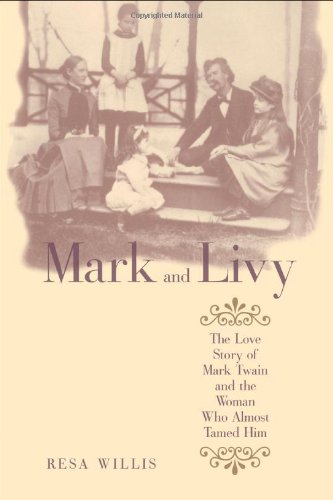 Copyrighted Material
Mark and Livy
The Love
Story of
Mark Twain
and the
Woman
Who Almost
Tamed Him
RESA WILLIS